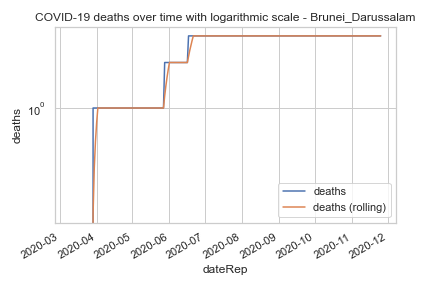 COVID-19 deaths over time with logarithmic scale - Brunei_Darussalam
deaths
10⁰
deaths
deaths (rolling)
2020-03
2020-04
2020-05
2020-06
2020-07
2020-08
2020-09
2020-10
2020-11
2020-12
dateRep